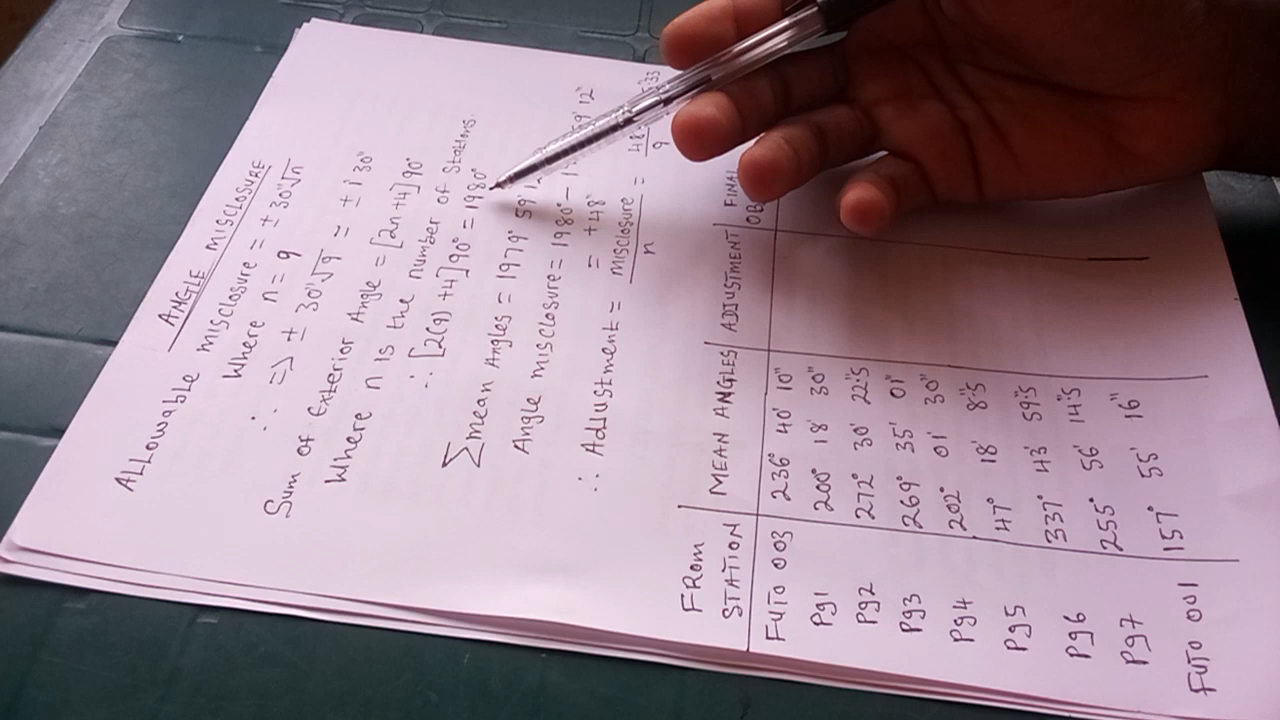 ANGLE MISCLOSURE
Allowable misclosure = ± 30"√n
Where n = 9
∴ => ± 30"√9 = ± 1' 30"
Sum of Exterior Angle = [2n+4]90°
Where n is the number of stations.
∴ [2(9)+4]90° = 1980°
∑mean Angles = 1979° 59'
Angle misclosure = 1980° - 59' 12"
= +48"
∴ Adjustment = misclosure / n = 48 / 9
FROM STATION | MEAN ANGLES | ADJUSTMENT | FINAL
FUTO 003 236° 40' 10"
Pg1 200° 18' 30"
Pg2 272° 30' 22".5
Pg3 269° 35' 01"
Pg4 202° 01' 30"
Pg5 47° 18' 8".5
Pg6 337° 43' 59".5
Pg7 255° 56' 14".5
FUTO 001 157° 55' 16"